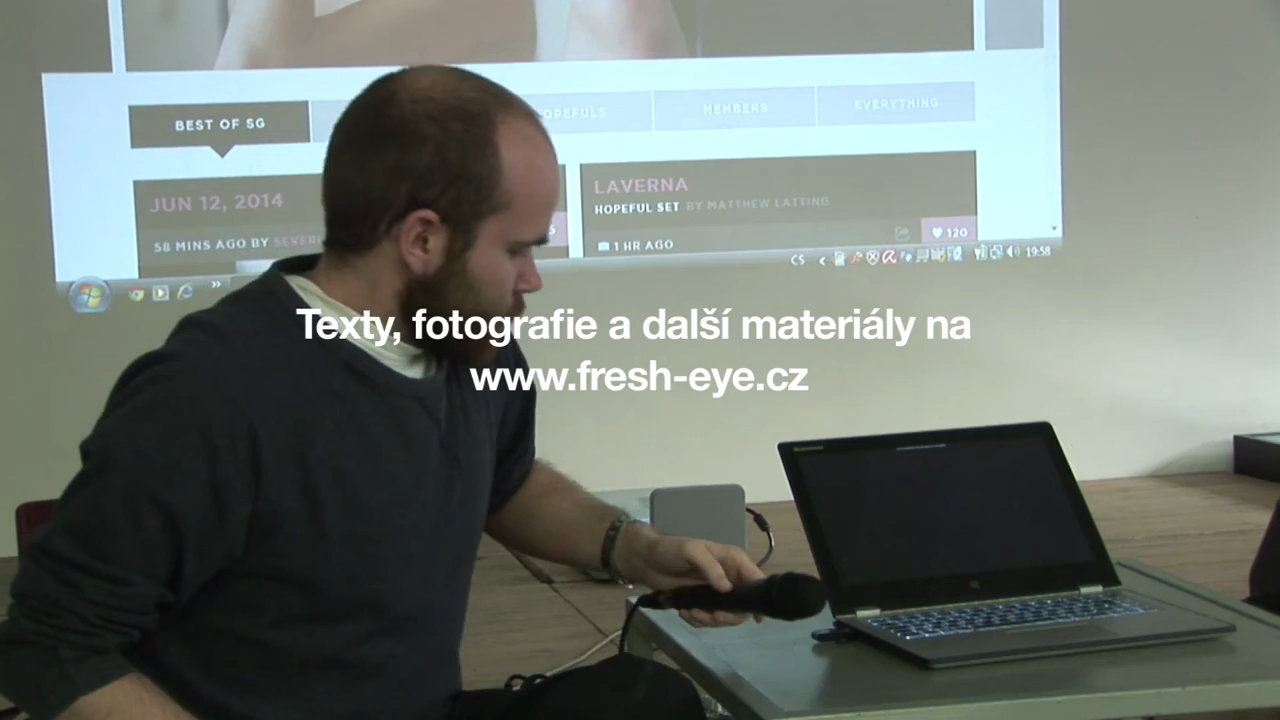 BEST OF SG
MEMBERS
EVERYTHING
JUN 12, 2014
58 MINS AGO BY
LAVERNA
HOPEFUL SET BY MATTHEW LATTING
120
1 HR AGO
CS
19:58
Texty, fotografie a další materiály na
www.fresh-eye.cz